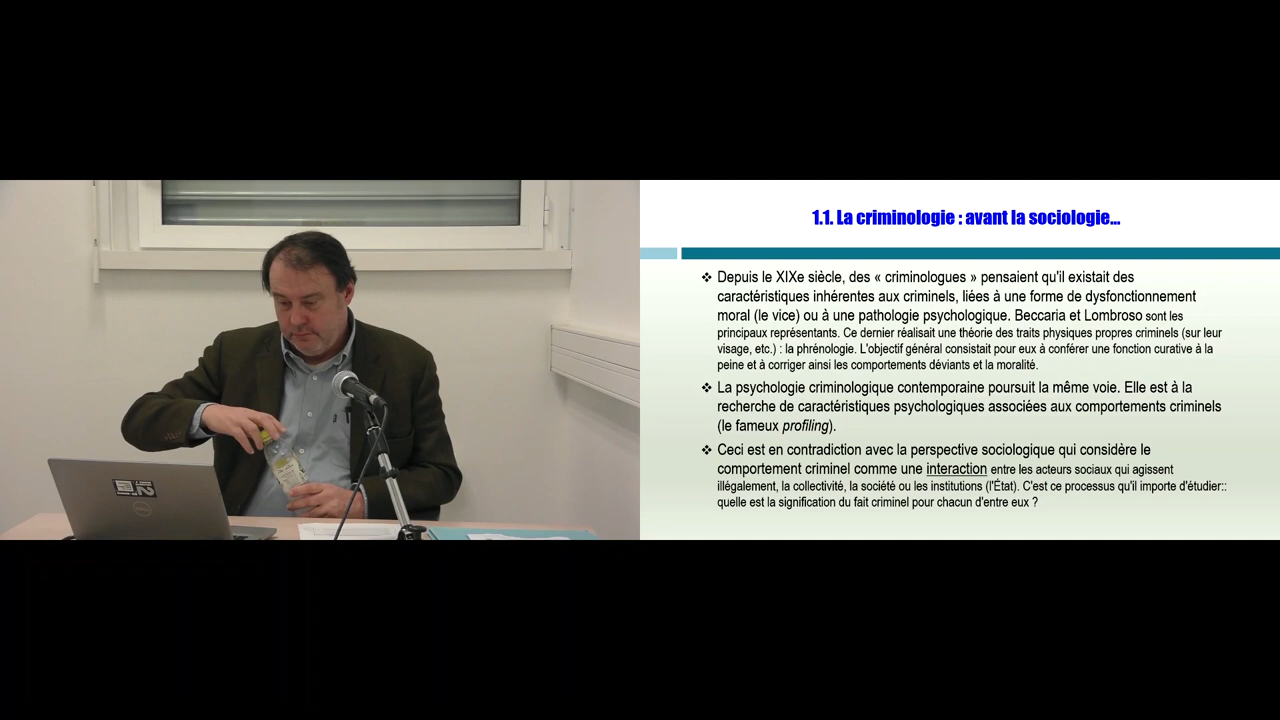 1.1. La criminologie : avant la sociologie...
❖ Depuis le XIXe siècle, des « criminologues » pensaient qu'il existait des
caractéristiques inhérentes aux criminels, liées à une forme de dysfonctionnement
moral (le vice) ou à une pathologie psychologique. Beccaria et Lombroso sont les
principaux représentants. Ce dernier réalisait une théorie des traits physiques propres criminels (sur leur
visage, etc.) : la phrénologie. L'objectif général consistait pour eux à conférer une fonction curative à la
peine et à corriger ainsi les comportements déviants et la moralité.
❖ La psychologie criminologique contemporaine poursuit la même voie. Elle est à la
recherche de caractéristiques psychologiques associées aux comportements criminels
(le fameux profiling).
❖ Ceci est en contradiction avec la perspective sociologique qui considère le
comportement criminel comme une interaction entre les acteurs sociaux qui agissent
illégalement, la collectivité, la société ou les institutions (l'État). C'est ce processus qu'il importe d'étudier::
quelle est la signification du fait criminel pour chacun d'entre eux ?
DELL